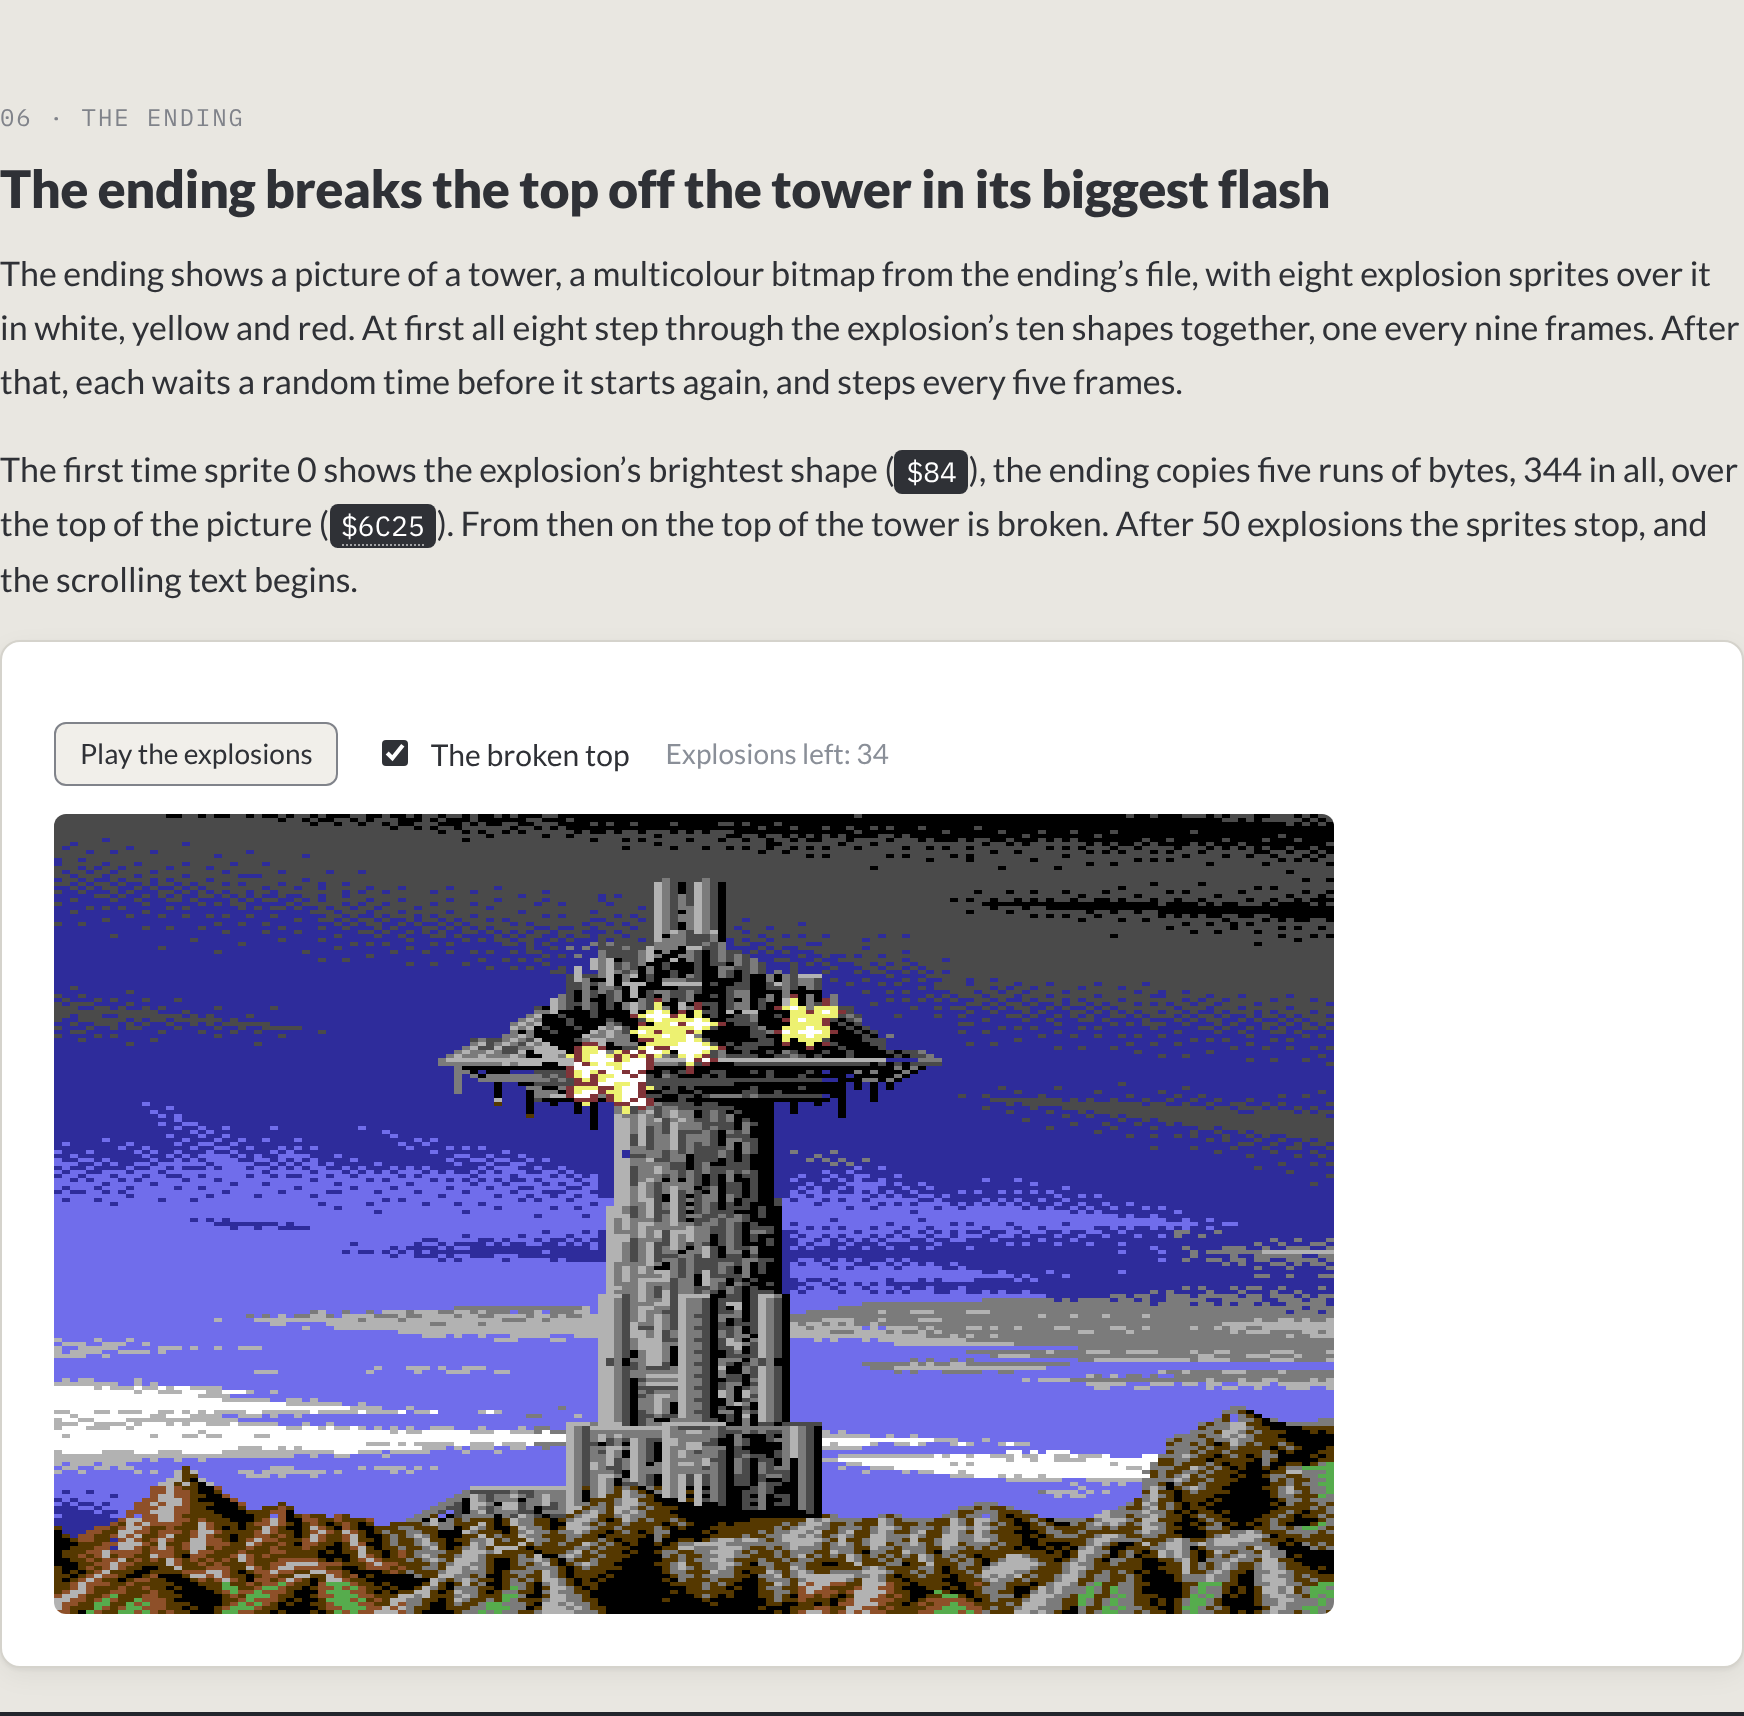 06 · THE ENDING
The ending breaks the top off the tower in its biggest flash
The ending shows a picture of a tower, a multicolour bitmap from the ending’s file, with eight explosion sprites over it
in white, yellow and red. At first all eight step through the explosion’s ten shapes together, one every nine frames. After
that, each waits a random time before it starts again, and steps every five frames.
The first time sprite 0 shows the explosion’s brightest shape ($84), the ending copies five runs of bytes, 344 in all, over
the top of the picture ($6C25). From then on the top of the tower is broken. After 50 explosions the sprites stop, and
the scrolling text begins.
Play the explosions The broken top Explosions left: 34